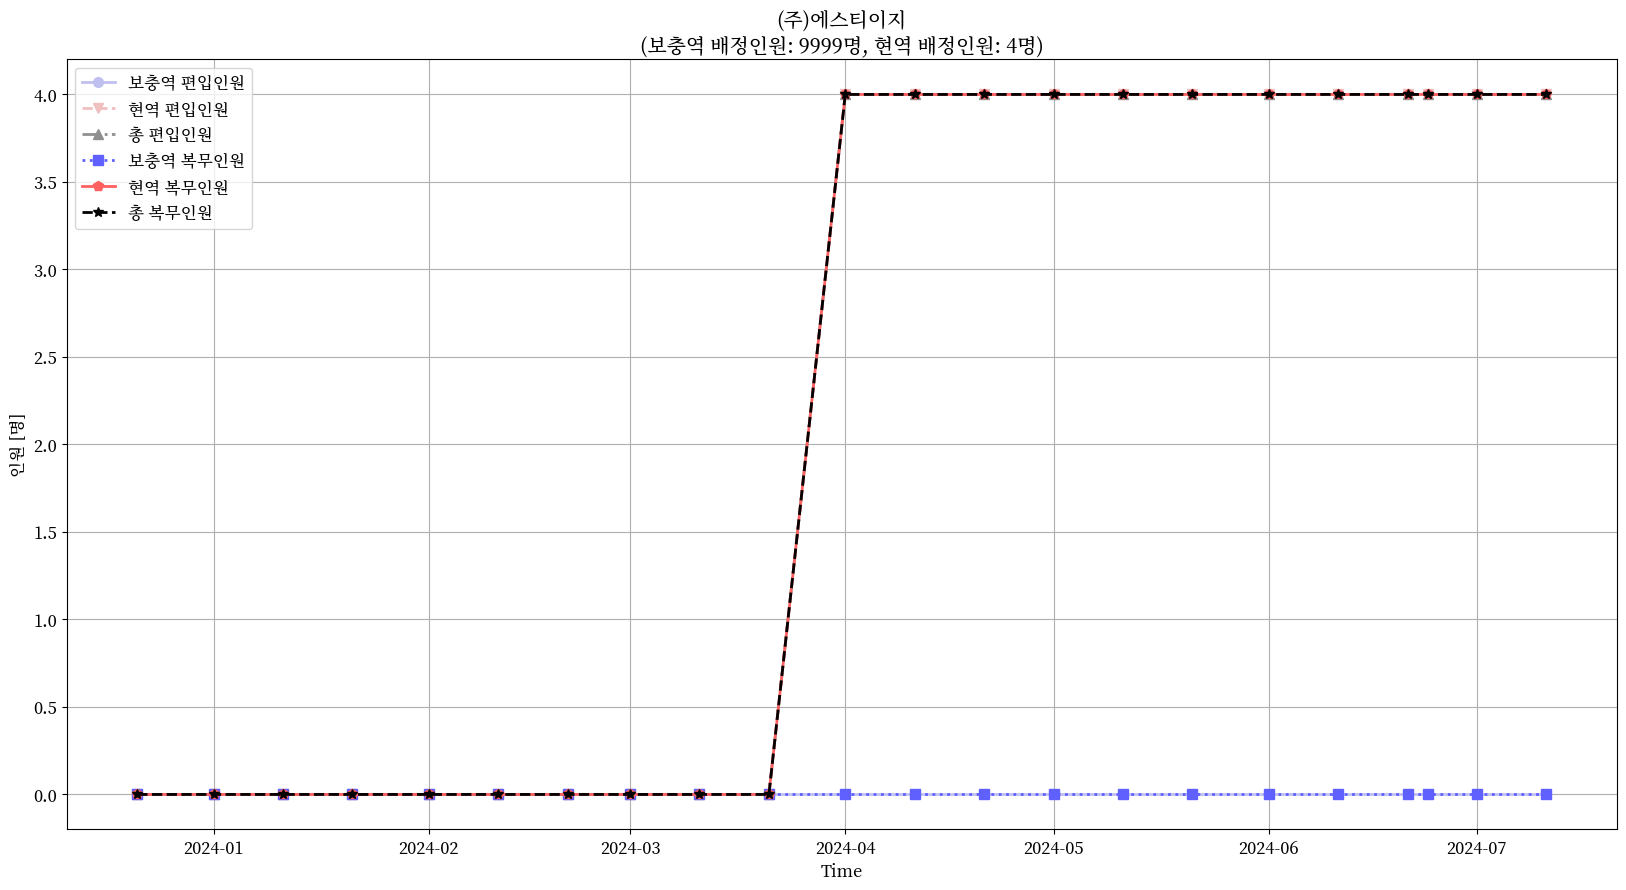 (주)에스티이지
(보충역 배정인원: 9999명, 현역 배정인원: 4명)
보충역 편입인원
현역 편입인원
총 편입인원
보충역 복무인원
현역 복무인원
총 복무인원
4.0
3.5
3.0
2.5
2.0
1.5
1.0
0.5
0.0
인원 [명]
2024-01 2024-02 2024-03 2024-04 2024-05 2024-06 2024-07
Time